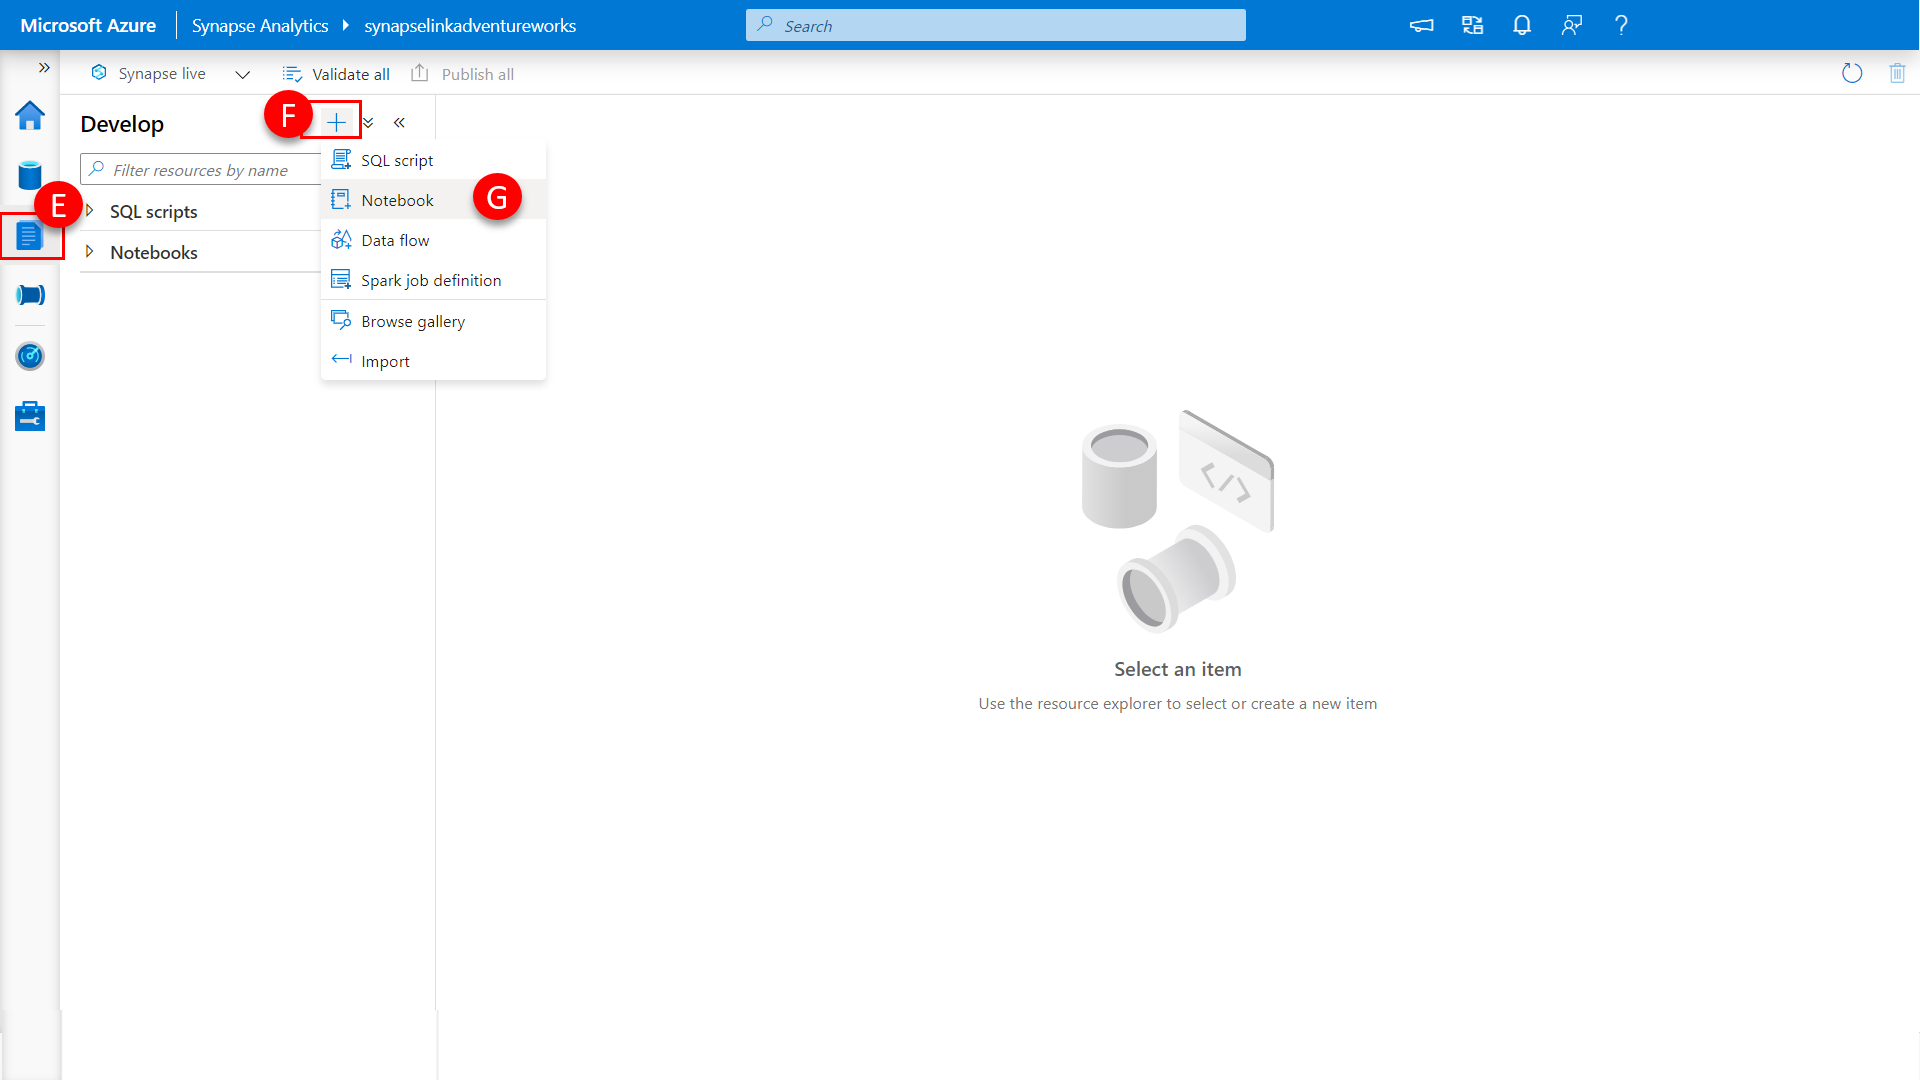 Microsoft Azure
Synapse Analytics
synapselinkadventureworks
Search
Synapse live
Validate all
Publish all
F
Develop
Filter resources by name
SQL script
Notebook
G
E
SQL scripts
Data flow
Notebooks
Spark job definition
Browse gallery
Import
Select an item
Use the resource explorer to select or create a new item